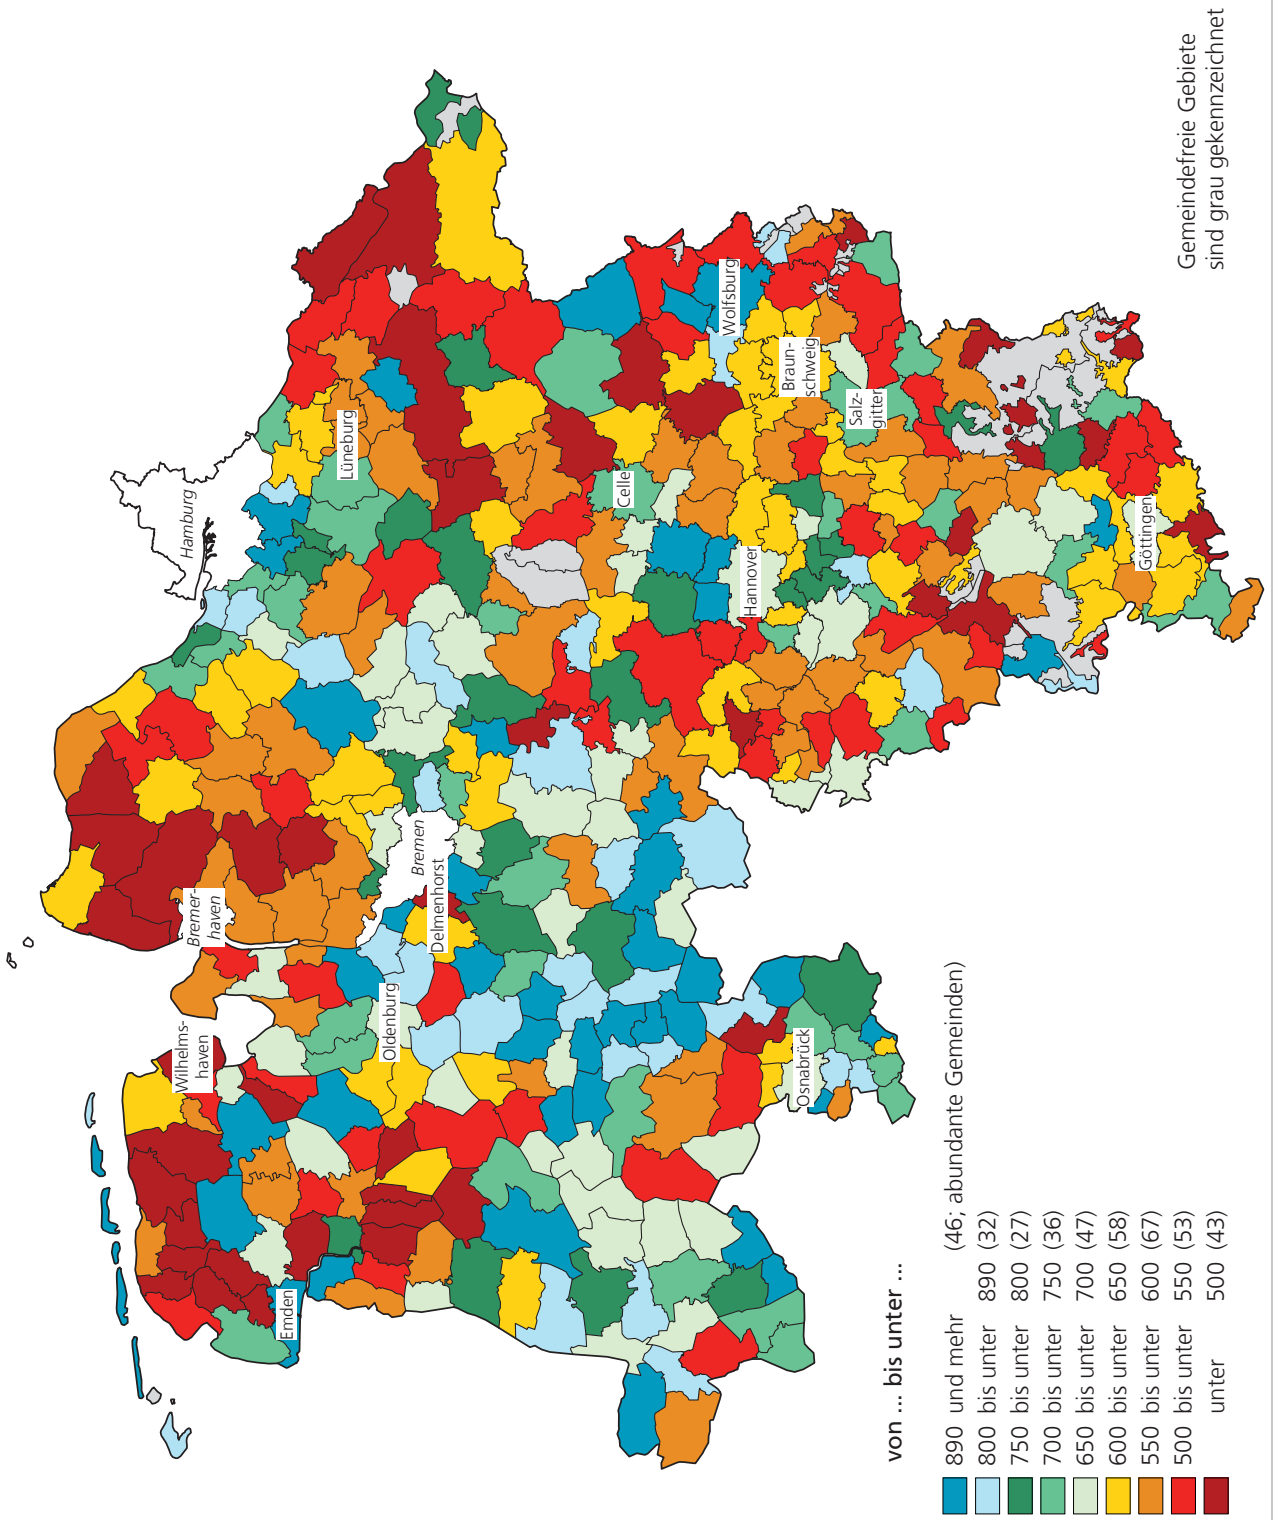 Hamburg
Bremer-
haven
Wilhelms-
haven
Lüneburg
Emden
Bremen
Delmenhorst
Oldenburg
Celle
Wolfsburg
Hannover
Braun-
schweig
Salz-
gitter
Osnabrück
Göttingen
von ... bis unter ...
890 und mehr (46; abundante Gemeinden)
800 bis unter 890 (32)
750 bis unter 800 (27)
700 bis unter 750 (36)
650 bis unter 700 (47)
600 bis unter 650 (58)
550 bis unter 600 (67)
500 bis unter 550 (53)
unter 500 (43)
Gemeindefreie Gebiete
sind grau gekennzeichnet